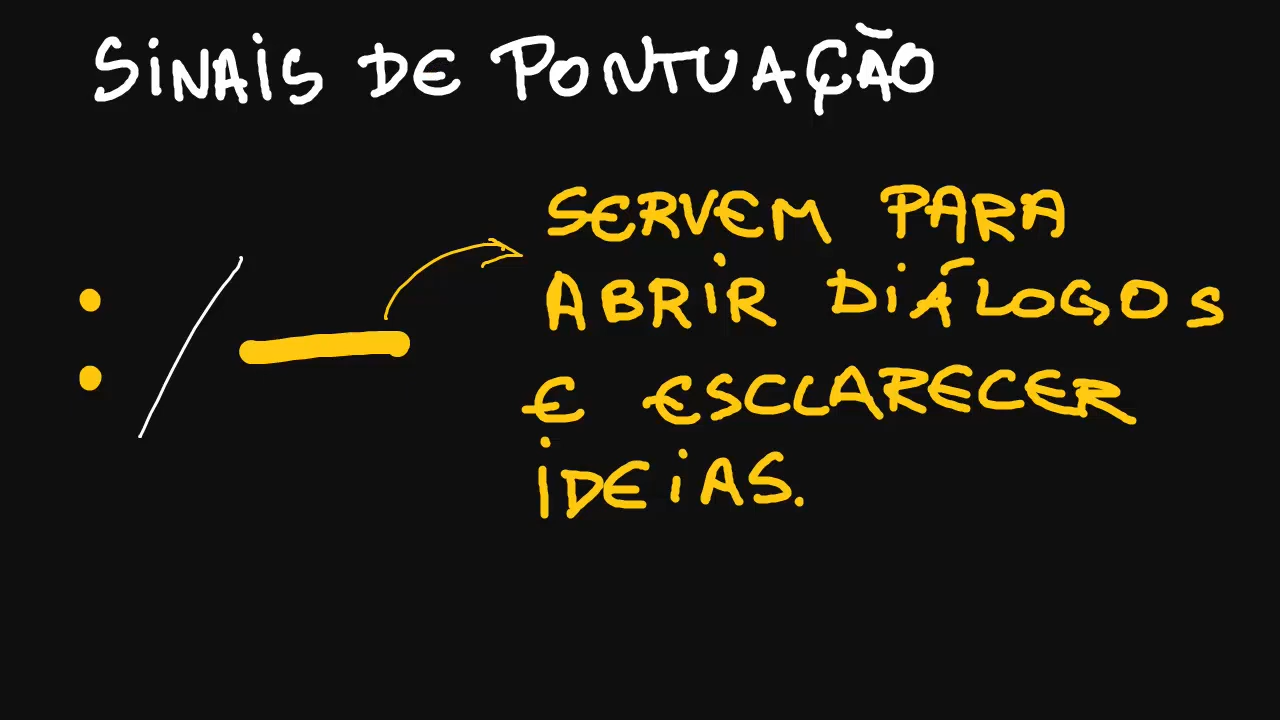 SINAIS DE PONTUAÇÃO
: / —
SERVEM PARA
ABRIR DIÁLOGOS
E ESCLARECER
IDEIAS.